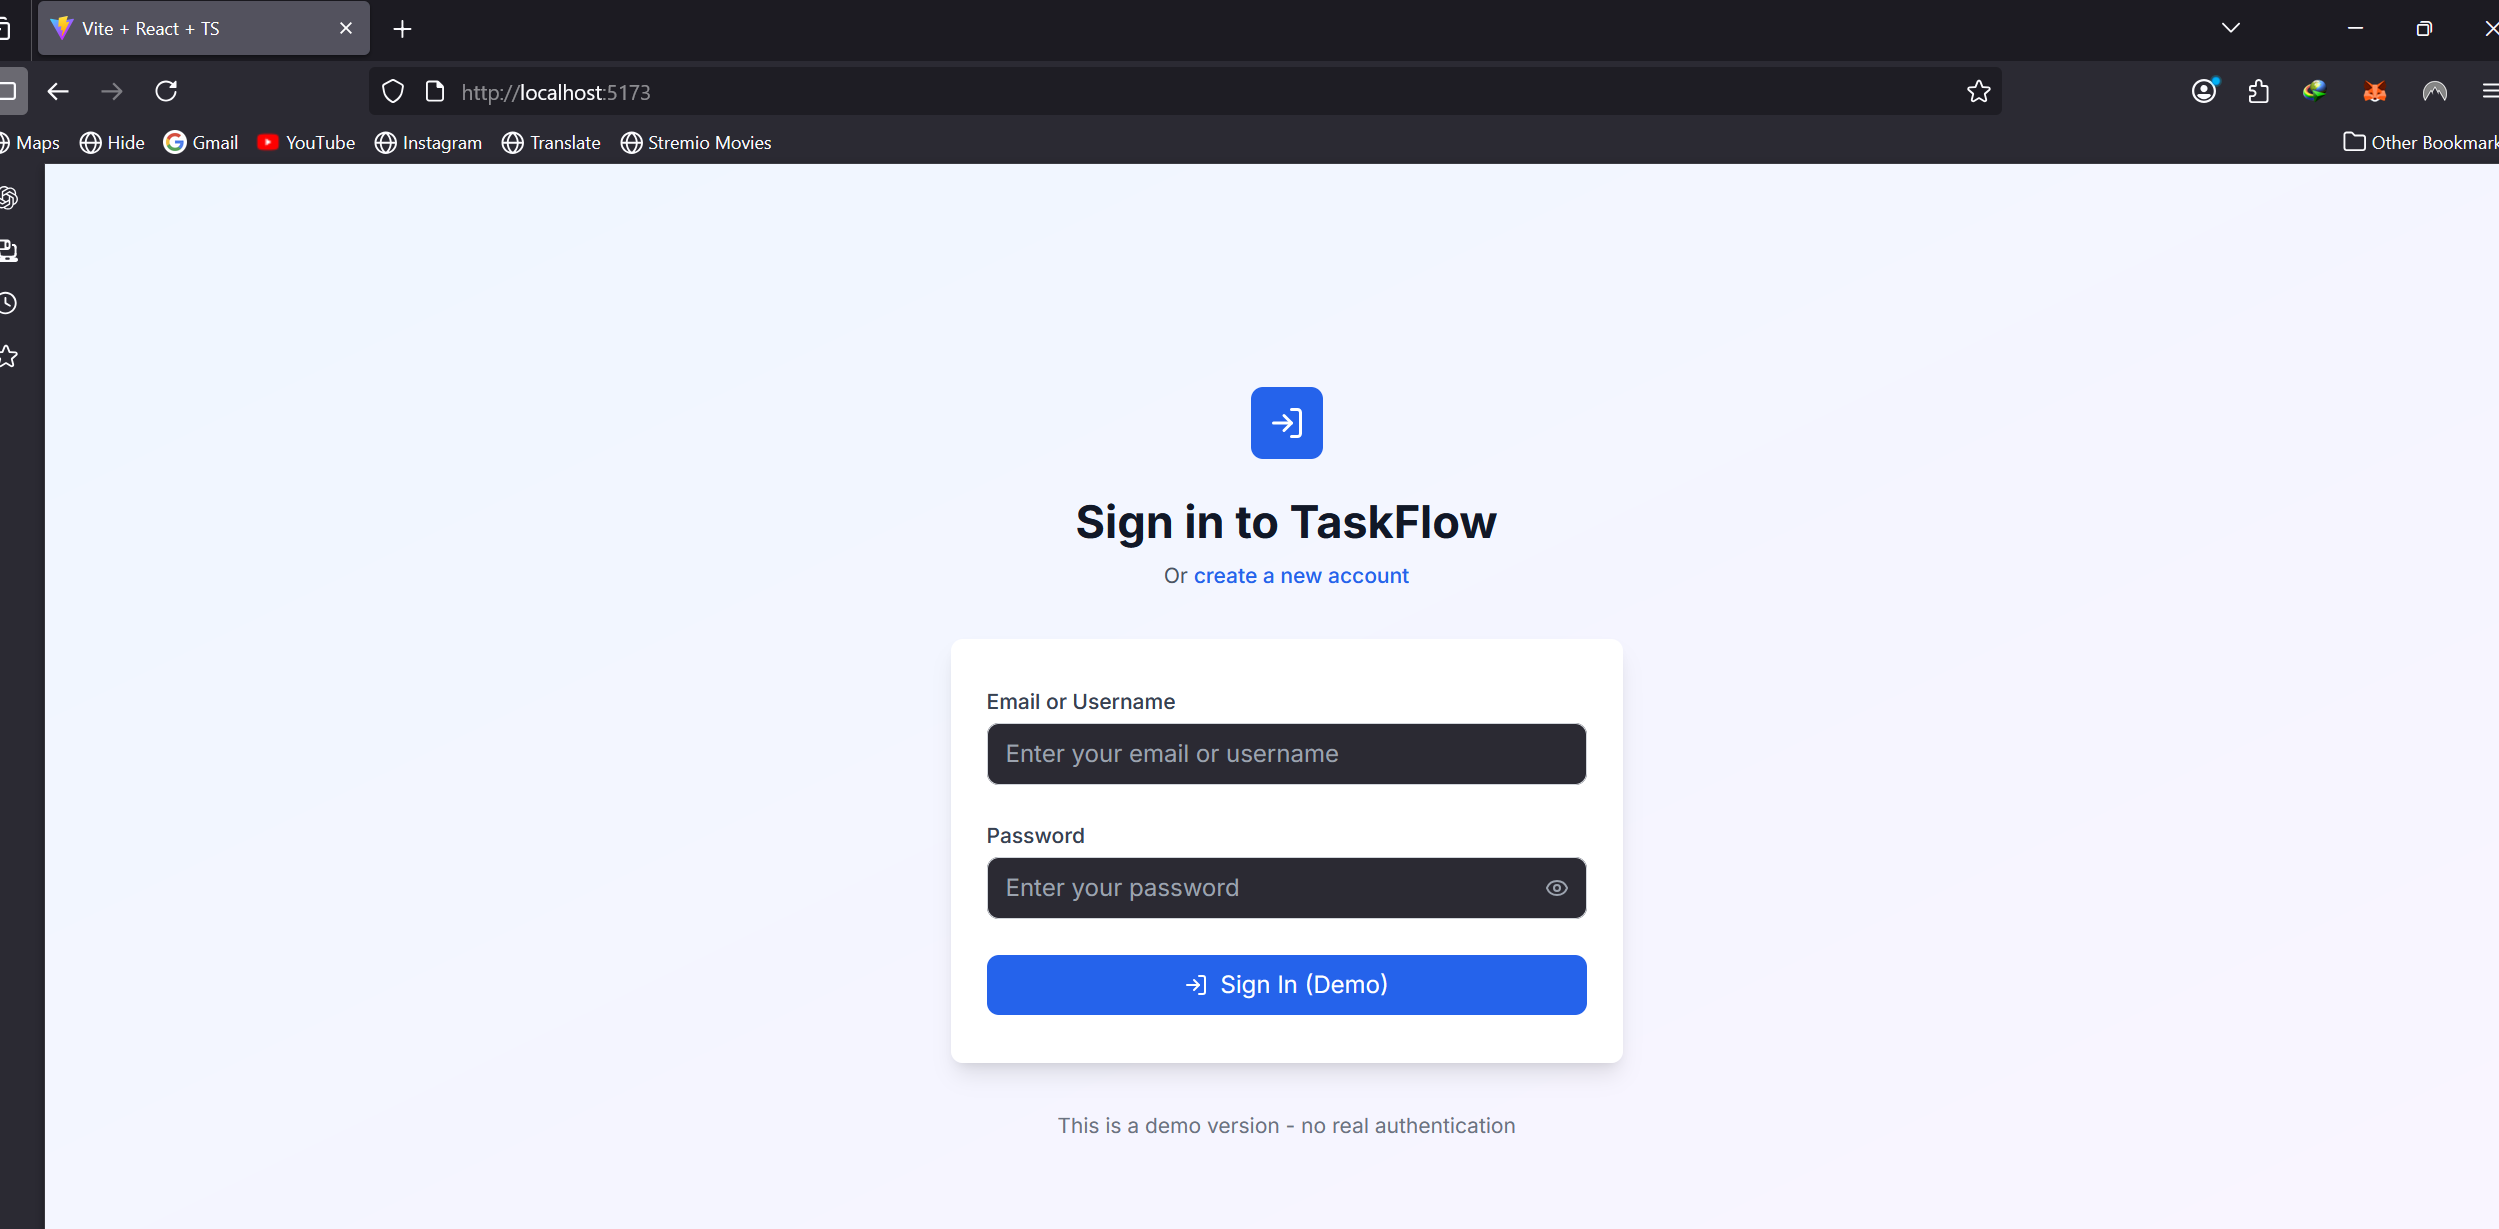 Vite + React + TS
http://localhost:5173
Maps Hide Gmail YouTube Instagram Translate Stremio Movies Other Bookmark
Sign in to TaskFlow
Or create a new account
Email or Username
Enter your email or username
Password
Enter your password
Sign In (Demo)
This is a demo version - no real authentication